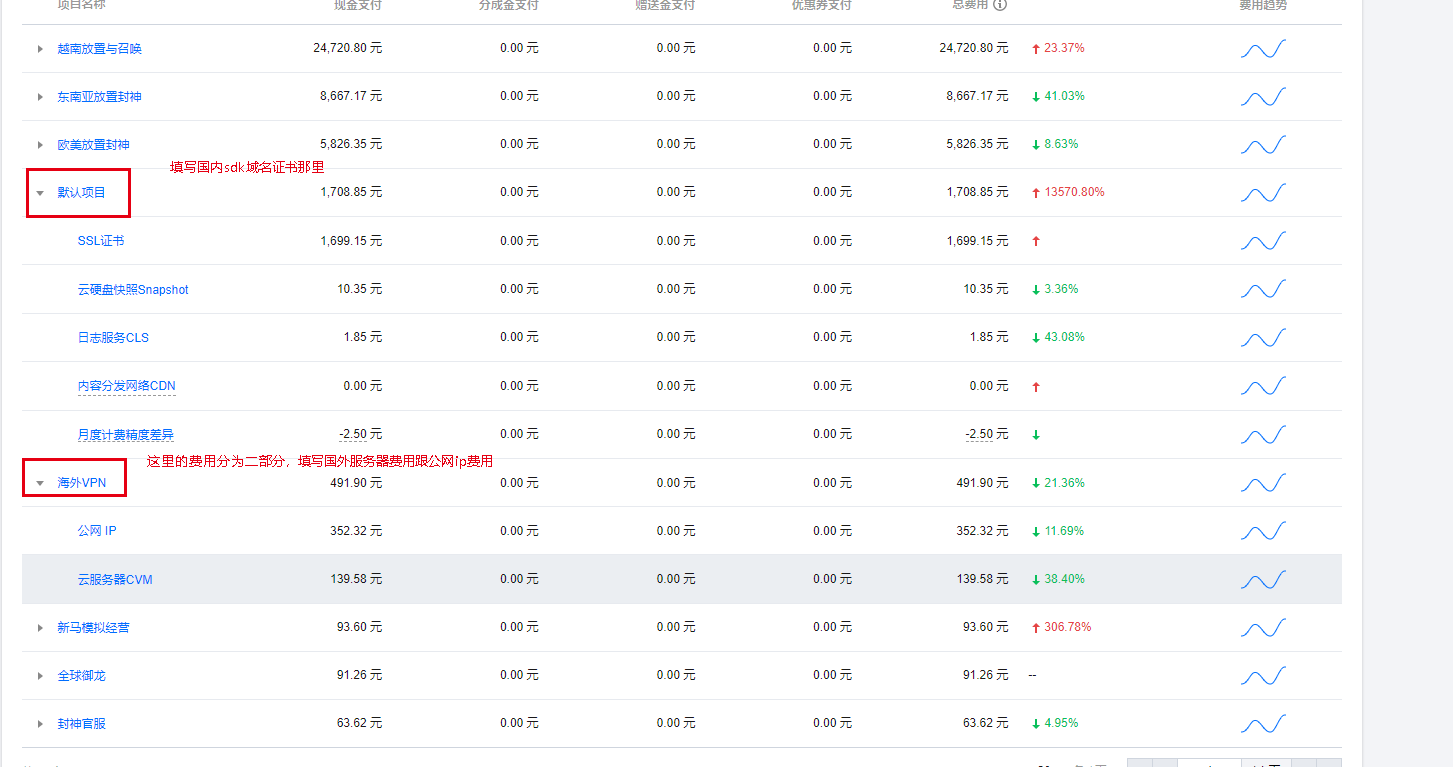 项目名称 现金支付 分成金支付 赠送金支付 优惠券支付 总费用 费用趋势
越南放置与召唤 24,720.80 元 0.00 元 0.00 元 0.00 元 24,720.80 元 23.37%
东南亚放置封神 8,667.17 元 0.00 元 0.00 元 0.00 元 8,667.17 元 41.03%
欧美放置封神 5,826.35 元 0.00 元 0.00 元 0.00 元 5,826.35 元 8.63%
填写国内sdk域名证书那里
默认项目 1,708.85 元 0.00 元 0.00 元 0.00 元 1,708.85 元 13570.80%
SSL证书 1,699.15 元 0.00 元 0.00 元 0.00 元 1,699.15 元
云硬盘快照Snapshot 10.35 元 0.00 元 0.00 元 0.00 元 10.35 元 3.36%
日志服务CLS 1.85 元 0.00 元 0.00 元 0.00 元 1.85 元 43.08%
内容分发网络CDN 0.00 元 0.00 元 0.00 元 0.00 元 0.00 元
月度计费精度差异 -2.50 元 0.00 元 0.00 元 0.00 元 -2.50 元
这里的费用分为二部分，填写国外服务器费用跟公网ip费用
海外VPN 491.90 元 0.00 元 0.00 元 0.00 元 491.90 元 21.36%
公网 IP 352.32 元 0.00 元 0.00 元 0.00 元 352.32 元 11.69%
云服务器CVM 139.58 元 0.00 元 0.00 元 0.00 元 139.58 元 38.40%
新马模拟经营 93.60 元 0.00 元 0.00 元 0.00 元 93.60 元 306.78%
全球御龙 91.26 元 0.00 元 0.00 元 0.00 元 91.26 元 --
封神官服 63.62 元 0.00 元 0.00 元 0.00 元 63.62 元 4.95%